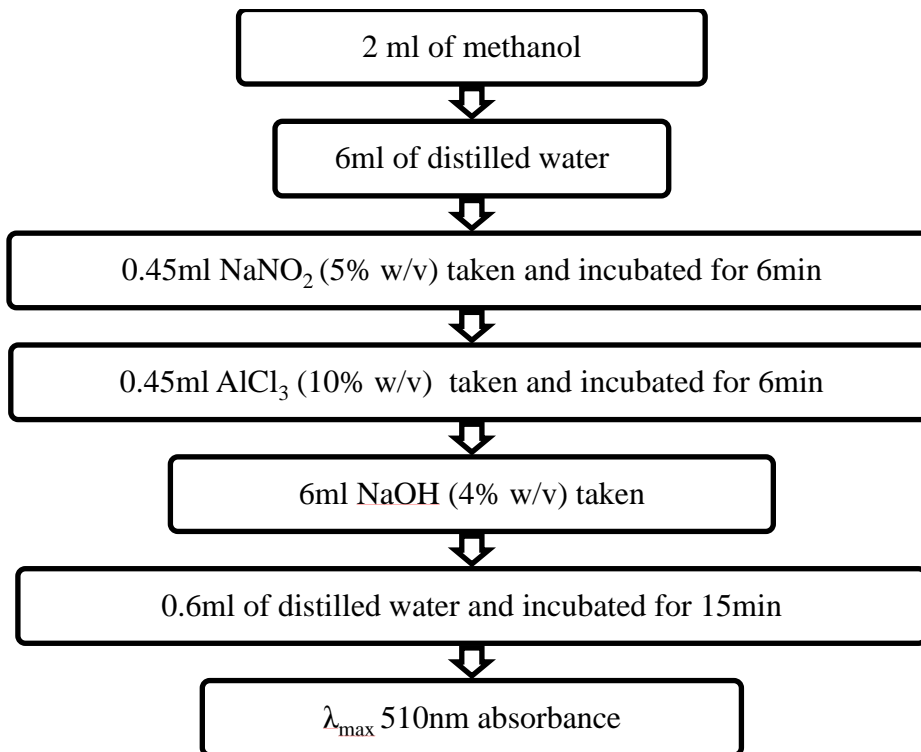 2 ml of methanol
6ml of distilled water
0.45ml NaNO₂ (5% w/v) taken and incubated for 6min
0.45ml AlCl₃ (10% w/v) taken and incubated for 6min
6ml NaOH (4% w/v) taken
0.6ml of distilled water and incubated for 15min
λmax 510nm absorbance